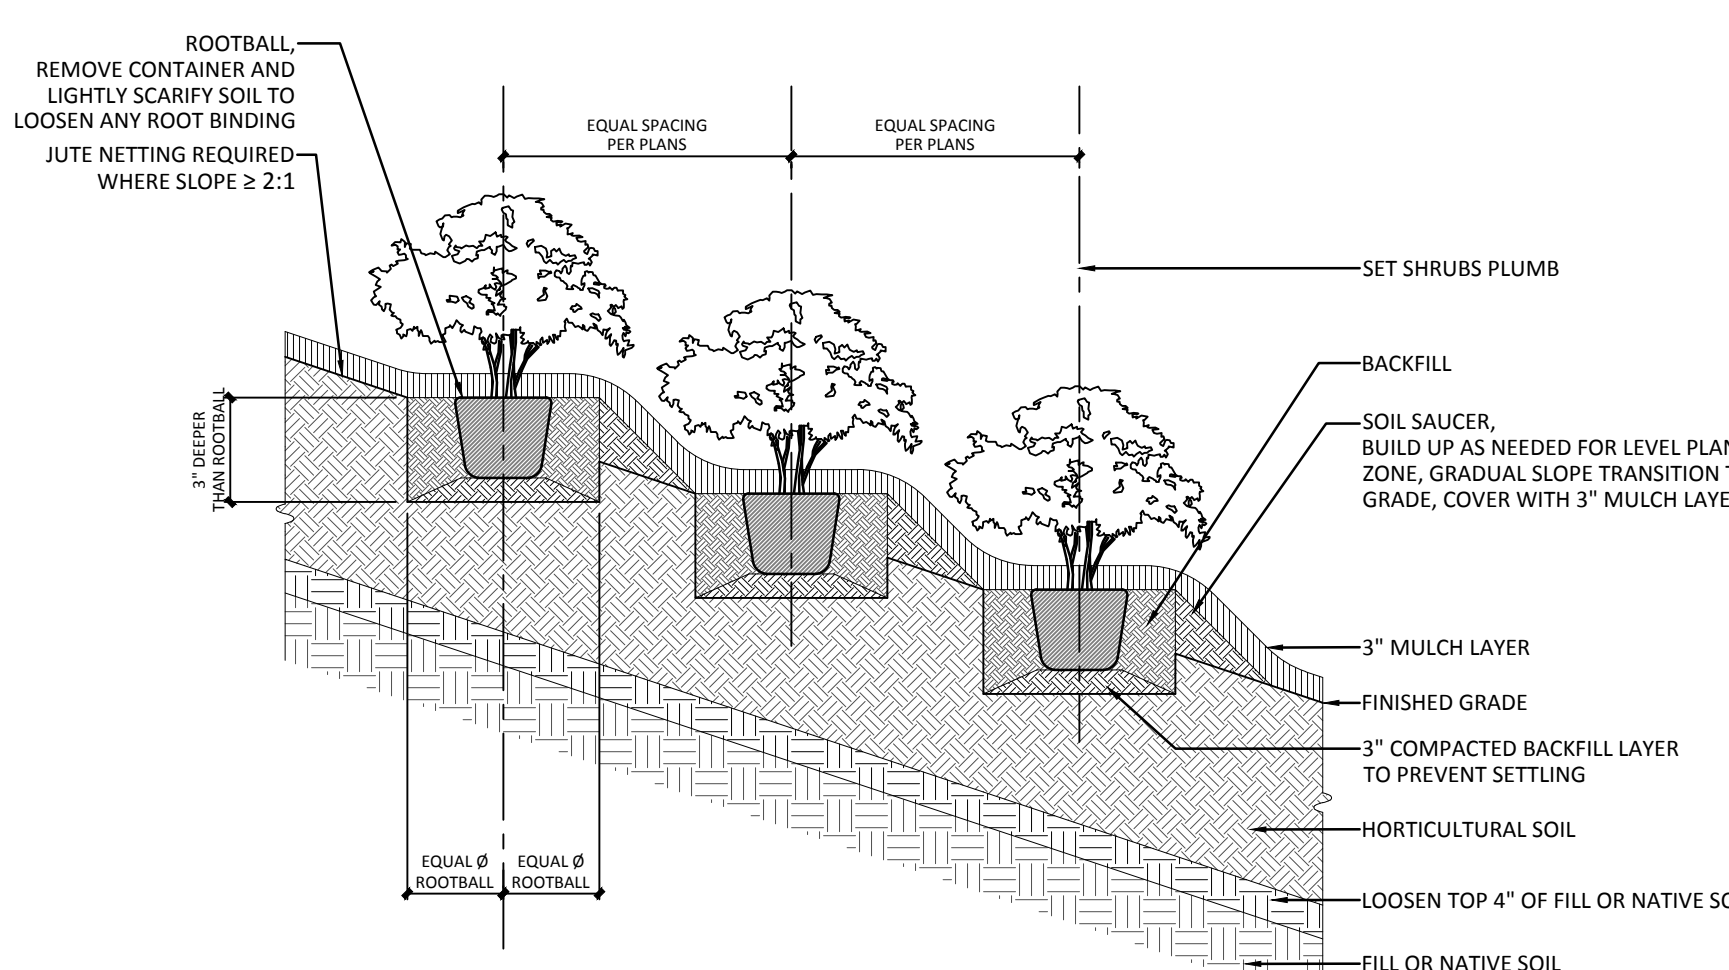 ROOTBALL,
REMOVE CONTAINER AND
LIGHTLY SCARIFY SOIL TO
LOOSEN ANY ROOT BINDING
JUTE NETTING REQUIRED
WHERE SLOPE ≥ 2:1
EQUAL SPACING
PER PLANS
EQUAL SPACING
PER PLANS
3" DEEPER
THAN ROOTBALL
EQUAL Ø
ROOTBALL
EQUAL Ø
ROOTBALL
SET SHRUBS PLUMB
BACKFILL
SOIL SAUCER,
BUILD UP AS NEEDED FOR LEVEL
ZONE, GRADUAL SLOPE TRANSITION
GRADE, COVER WITH 3" MULCH
3" MULCH LAYER
FINISHED GRADE
3" COMPACTED BACKFILL LAYER
TO PREVENT SETTLING
HORTICULTURAL SOIL
LOOSEN TOP 4" OF FILL OR NATIVE
FILL OR NATIVE SOIL